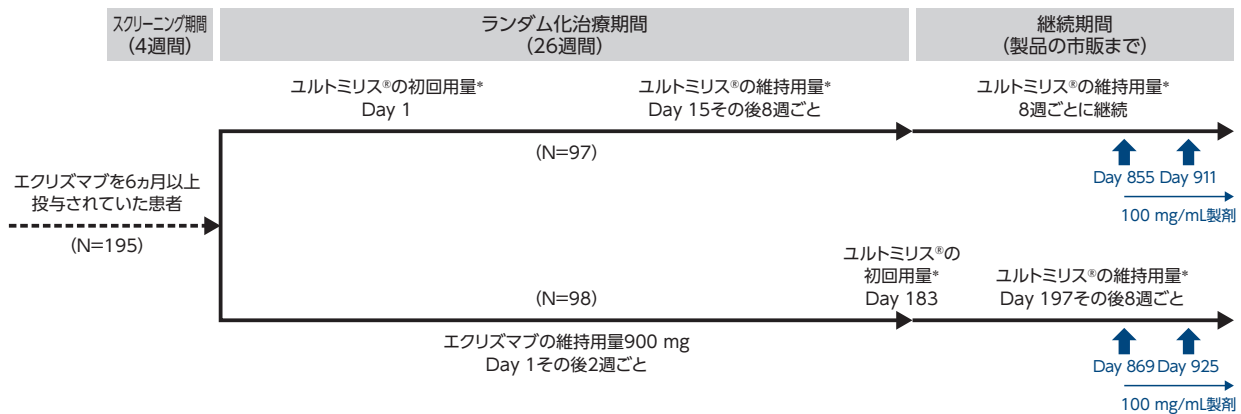 スクリーニング期間
(4週間)
ランダム化治療期間
(26週間)
継続期間
(製品の市販まで)
ユルトミリス®の初回用量*
Day 1
ユルトミリス®の維持用量*
Day 15その後8週ごと
ユルトミリス®の維持用量*
8週ごとに継続
(N=97)
Day 855
Day 911
100 mg/mL製剤
エクリズマブを6ヵ月以上
投与されていた患者
(N=195)
(N=98)
ユルトミリス®の
初回用量*
Day 183
ユルトミリス®の維持用量*
Day 197その後8週ごと
エクリズマブの維持用量900 mg
Day 1その後2週ごと
Day 869
Day 925
100 mg/mL製剤